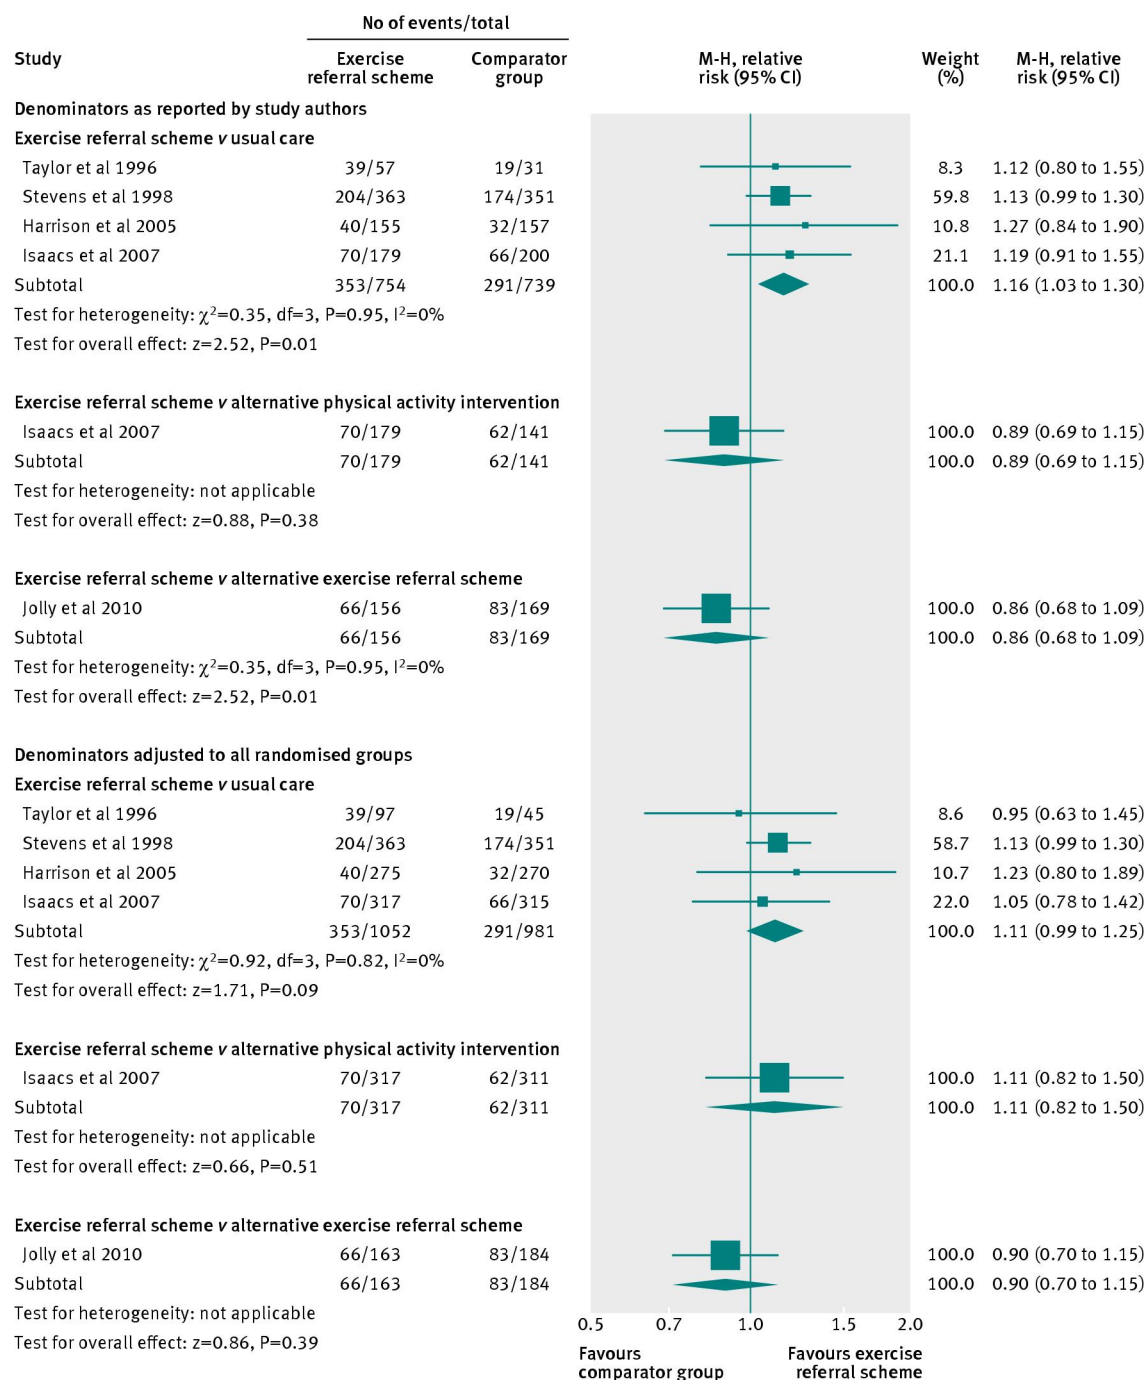 No of events/total
Study Exercise referral scheme Comparator group M-H, relative risk (95% CI) Weight (%) M-H, relative risk (95% CI)
Denominators as reported by study authors
Exercise referral scheme v usual care
Taylor et al 1996 39/57 19/31 8.3 1.12 (0.80 to 1.55)
Stevens et al 1998 204/363 174/351 59.8 1.13 (0.99 to 1.30)
Harrison et al 2005 40/155 32/157 10.8 1.27 (0.84 to 1.90)
Isaacs et al 2007 70/179 66/200 21.1 1.19 (0.91 to 1.55)
Subtotal 353/754 291/739 100.0 1.16 (1.03 to 1.30)
Test for heterogeneity: χ²=0.35, df=3, P=0.95, I²=0%
Test for overall effect: z=2.52, P=0.01
Exercise referral scheme v alternative physical activity intervention
Isaacs et al 2007 70/179 62/141 100.0 0.89 (0.69 to 1.15)
Subtotal 70/179 62/141 100.0 0.89 (0.69 to 1.15)
Test for heterogeneity: not applicable
Test for overall effect: z=0.88, P=0.38
Exercise referral scheme v alternative exercise referral scheme
Jolly et al 2010 66/156 83/169 100.0 0.86 (0.68 to 1.09)
Subtotal 66/156 83/169 100.0 0.86 (0.68 to 1.09)
Test for heterogeneity: χ²=0.35, df=3, P=0.95, I²=0%
Test for overall effect: z=2.52, P=0.01
Denominators adjusted to all randomised groups
Exercise referral scheme v usual care
Taylor et al 1996 39/97 19/45 8.6 0.95 (0.63 to 1.45)
Stevens et al 1998 204/363 174/351 58.7 1.13 (0.99 to 1.30)
Harrison et al 2005 40/275 32/270 10.7 1.23 (0.80 to 1.89)
Isaacs et al 2007 70/317 66/315 22.0 1.05 (0.78 to 1.42)
Subtotal 353/1052 291/981 100.0 1.11 (0.99 to 1.25)
Test for heterogeneity: χ²=0.92, df=3, P=0.82, I²=0%
Test for overall effect: z=1.71, P=0.09
Exercise referral scheme v alternative physical activity intervention
Isaacs et al 2007 70/317 62/311 100.0 1.11 (0.82 to 1.50)
Subtotal 70/317 62/311 100.0 1.11 (0.82 to 1.50)
Test for heterogeneity: not applicable
Test for overall effect: z=0.66, P=0.51
Exercise referral scheme v alternative exercise referral scheme
Jolly et al 2010 66/163 83/184 100.0 0.90 (0.70 to 1.15)
Subtotal 66/163 83/184 100.0 0.90 (0.70 to 1.15)
Test for heterogeneity: not applicable
Test for overall effect: z=0.86, P=0.39
0.5 0.7 1.0 1.5 2.0
Favours comparator group Favours exercise referral scheme